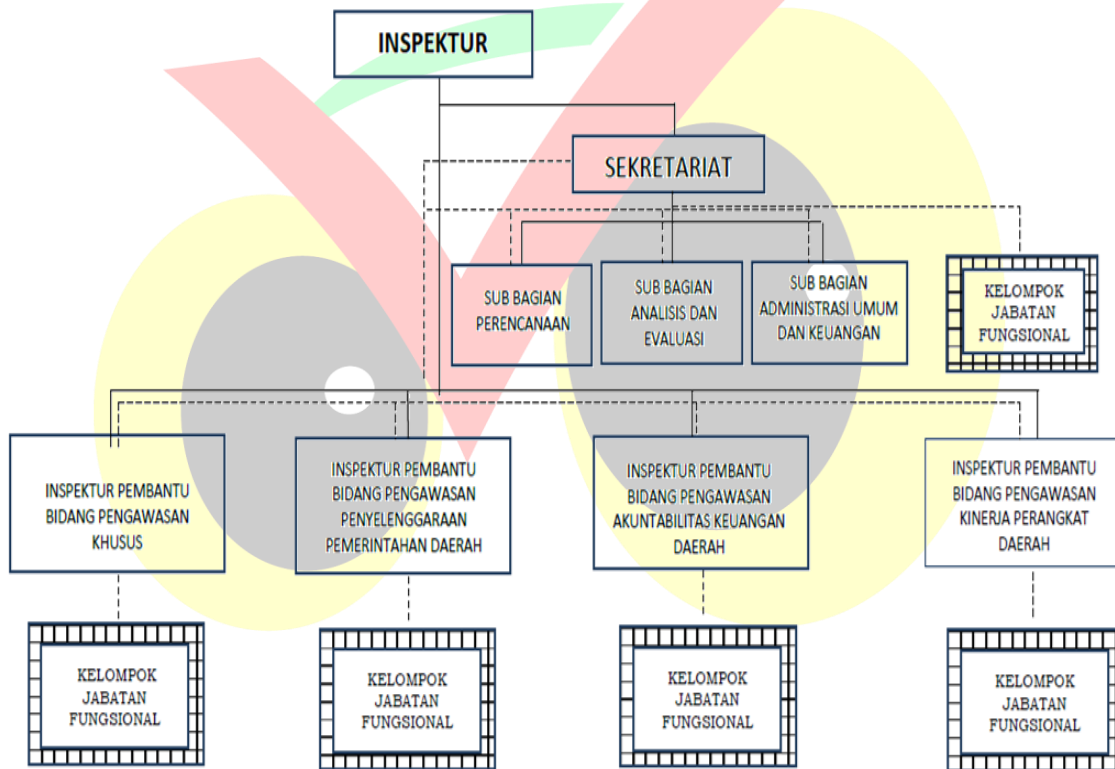 INSPEKTUR
SEKRETARIAT
SUB BAGIAN
PERENCANAAN
SUB BAGIAN
ANALISIS DAN
EVALUASI
SUB BAGIAN
ADMINISTRASI UMUM
DAN KEUANGAN
KELOMPOK
JABATAN
FUNGSIONAL
INSPEKTUR PEMBANTU
BIDANG PENGAWASAN
KHUSUS
INSPEKTUR PEMBANTU
BIDANG PENGAWASAN
PENYELENGGARAAN
PEMERINTAHAN DAERAH
INSPEKTUR PEMBANTU
BIDANG PENGAWASAN
AKUNTABILITAS KEUANGAN
DAERAH
INSPEKTUR PEMBANTU
BIDANG PENGAWASAN
KINERJA PERANGKAT
DAERAH
KELOMPOK
JABATAN
FUNGSIONAL
KELOMPOK
JABATAN
FUNGSIONAL
KELOMPOK
JABATAN
FUNGSIONAL
KELOMPOK
JABATAN
FUNGSIONAL